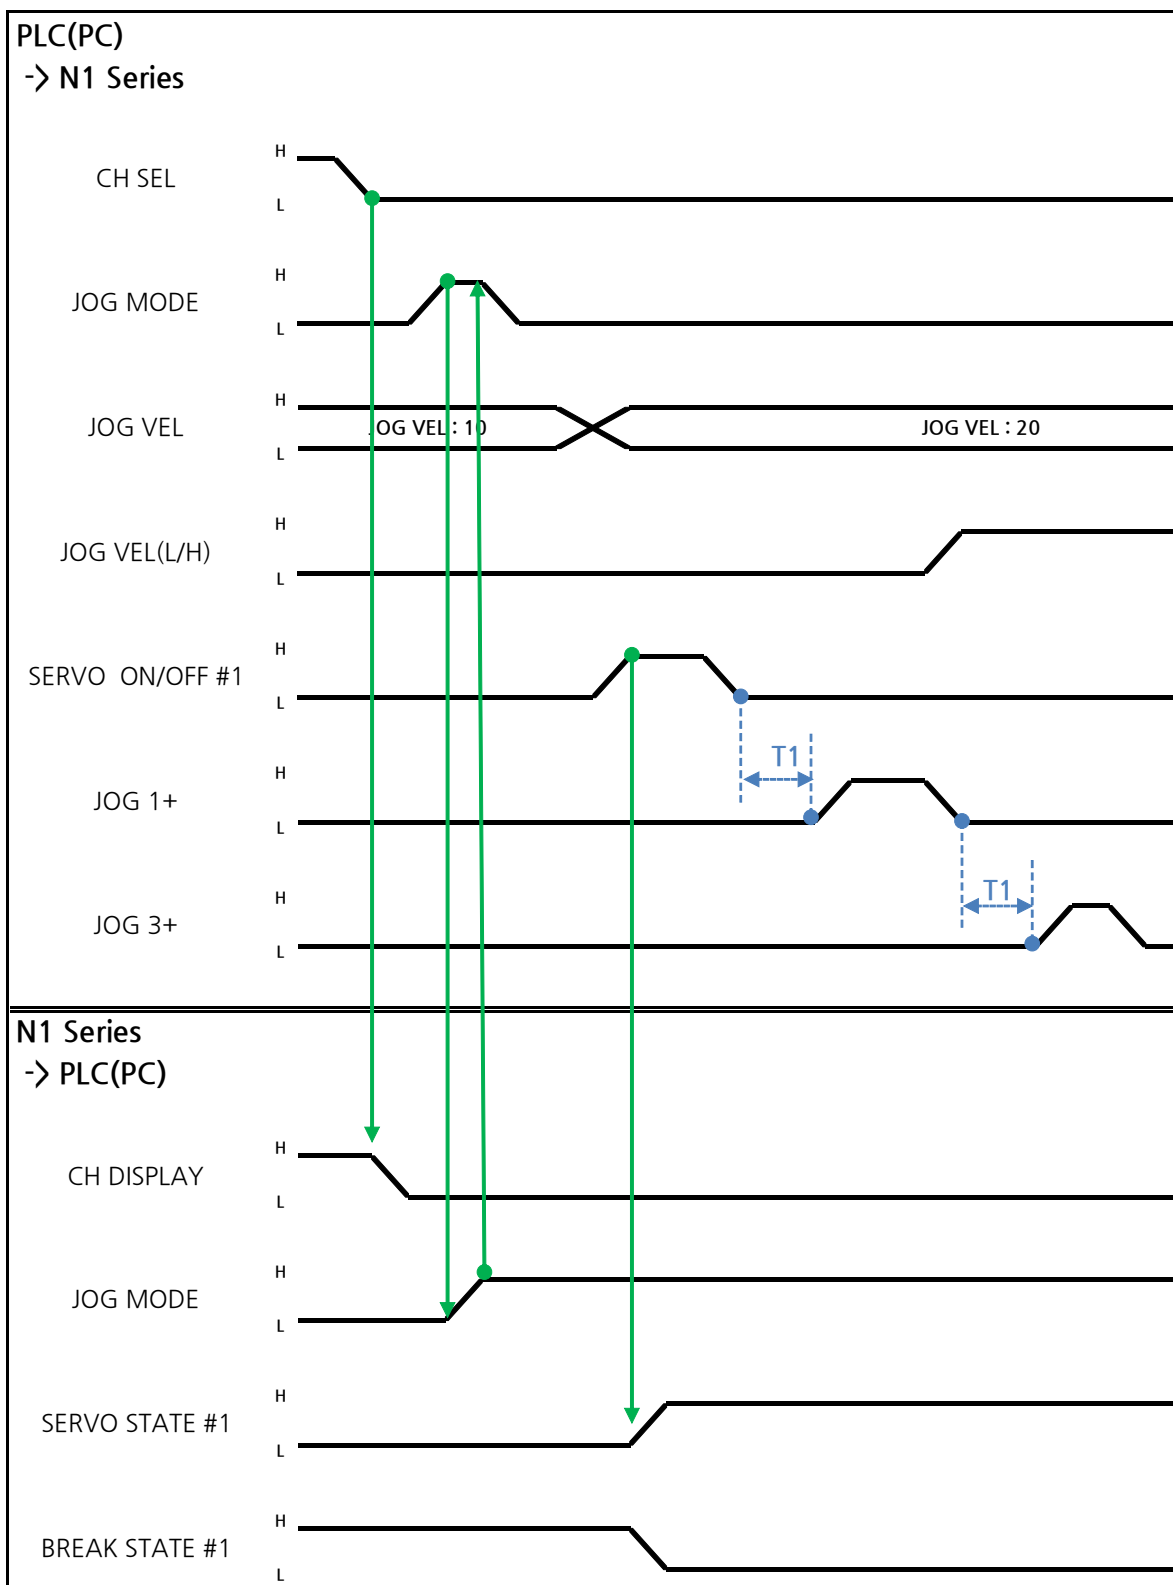 PLC(PC)
-> N1 Series
H
CH SEL
L
H
JOG MODE
L
H
JOG VEL
JOG VEL : 10
JOG VEL : 20
L
H
JOG VEL(L/H)
L
H
SERVO ON/OFF #1
L
T1
H
JOG 1+
L
T1
H
JOG 3+
L
N1 Series
-> PLC(PC)
H
CH DISPLAY
L
H
JOG MODE
L
H
SERVO STATE #1
L
H
BREAK STATE #1
L